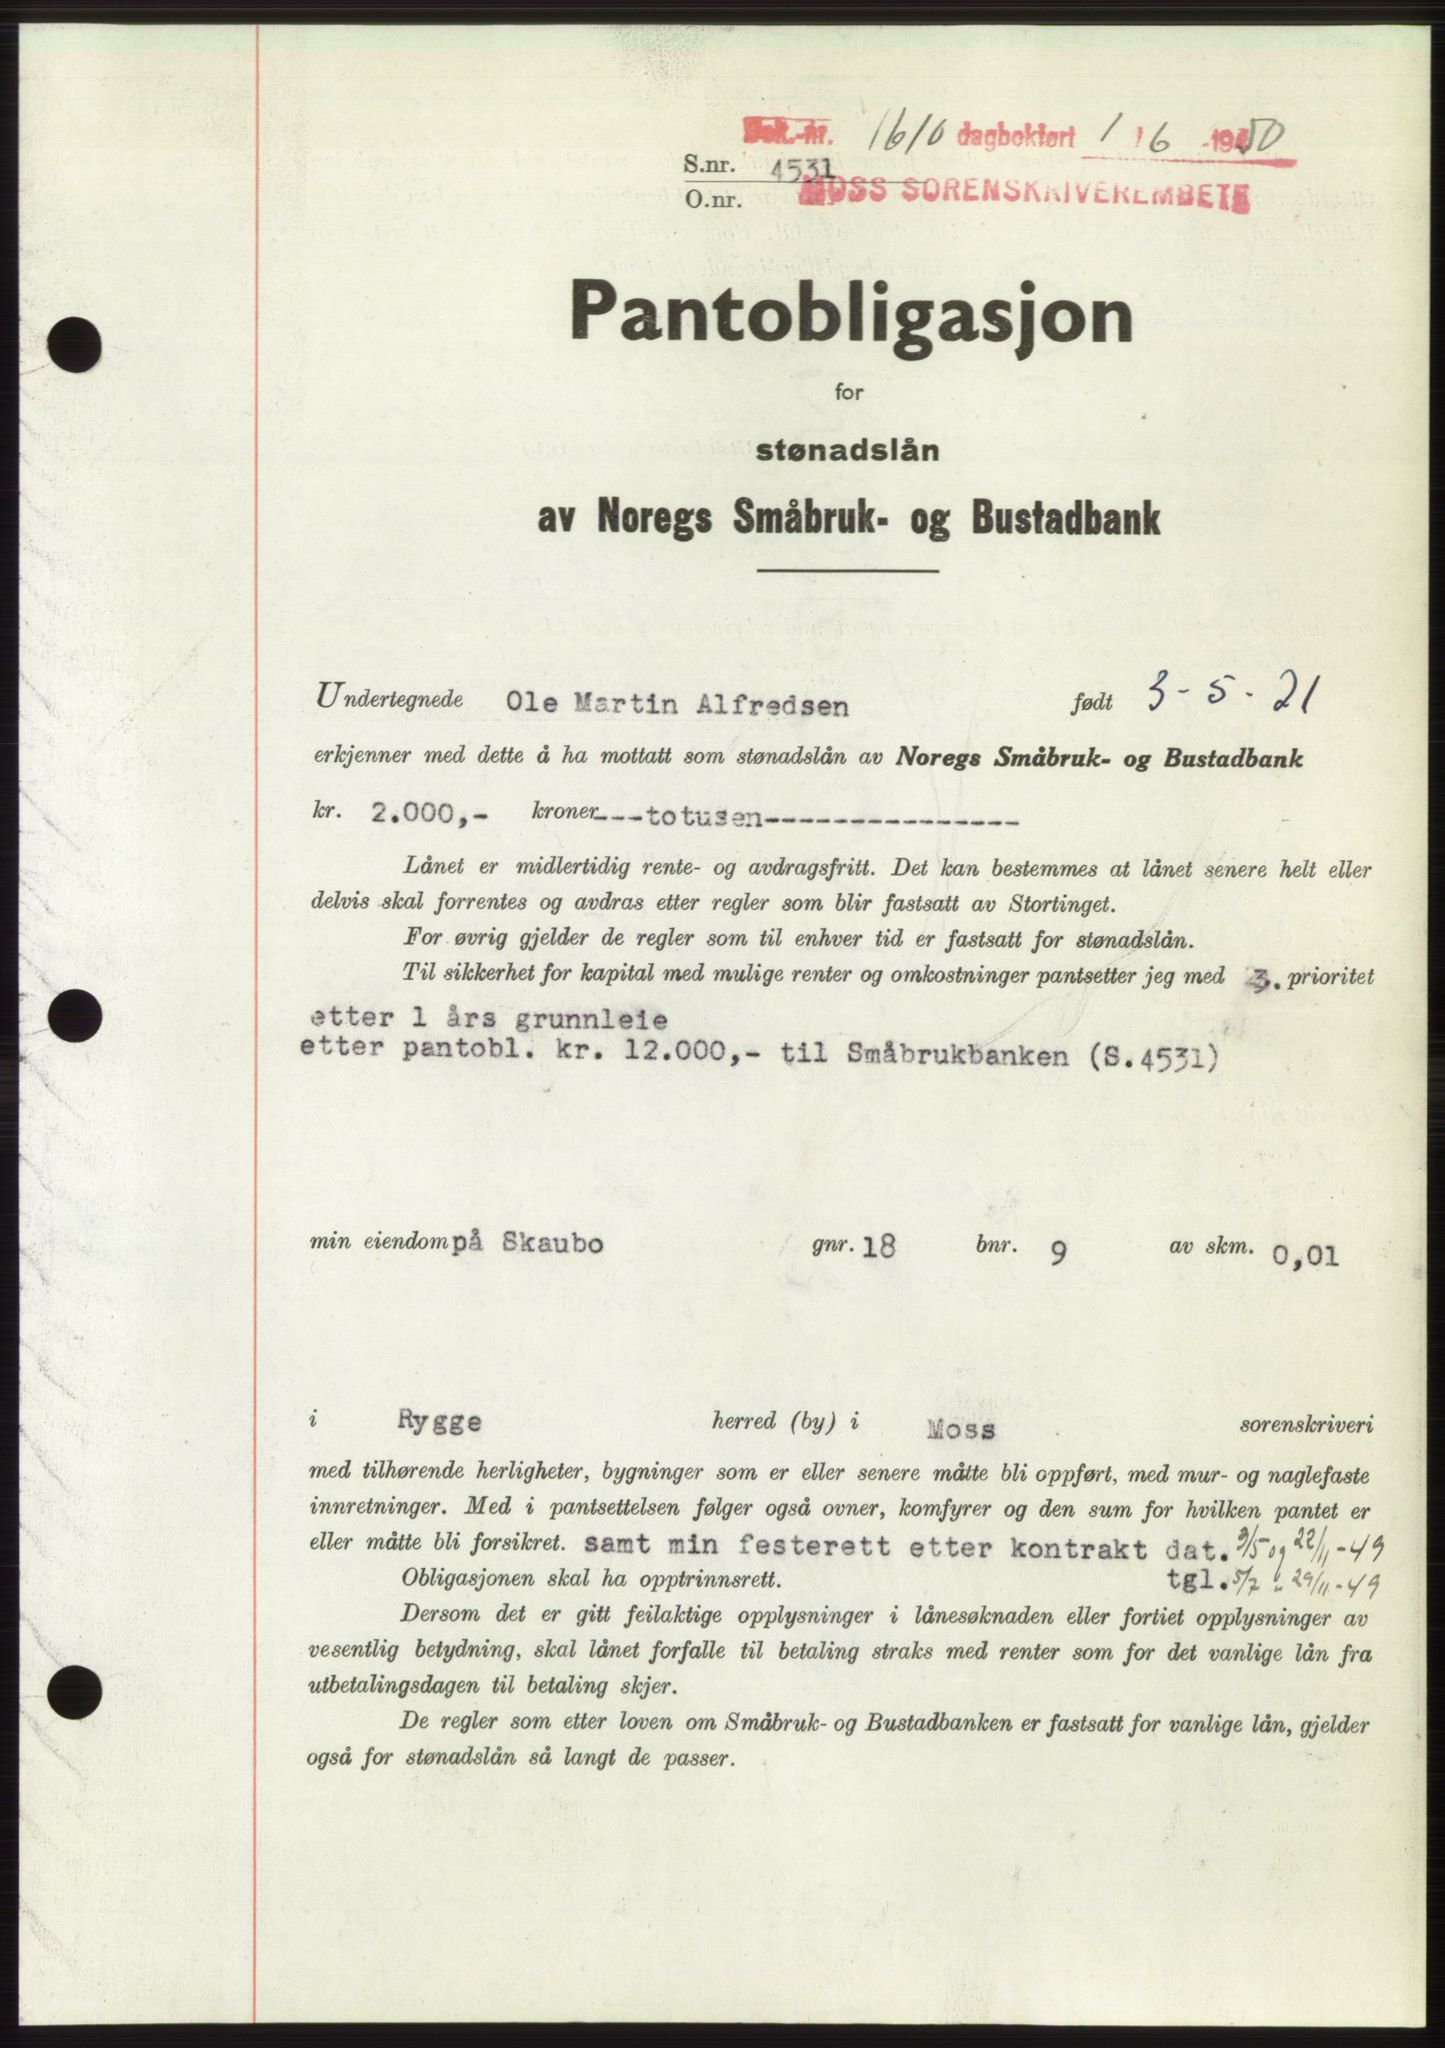 Dok.-nr. 1610 dagbokført 1/6-1950
S.nr. 4531
O.nr. MOSS SORENSKRIVEREMBETE
Pantobligasjon
for
stønadslån
av Noregs Småbruk- og Bustadbank
Undertegnede Ole Martin Alfredsen født 3-5-21
erkjenner med dette å ha mottatt som stønadslån av Noregs Småbruk- og Bustadbank
kr. 2.000,- kroner---totusen----------------
Lånet er midlertidig rente- og avdragsfritt. Det kan bestemmes at lånet senere helt eller
delvis skal forrentes og avdras etter regler som blir fastsatt av Stortinget.
For øvrig gjelder de regler som til enhver tid er fastsatt for stønadslån.
Til sikkerhet for kapital med mulige renter og omkostninger pantsetter jeg med 3. prioritet
etter 1 års grunnleie
etter pantobl. kr. 12.000,- til Småbrukbanken (S.4531)
min eiendom på Skaubo gnr. 18 bnr. 9 av skm. 0,01
i Rygge herred (by) i Moss sorenskriveri
med tilhørende herligheter, bygninger som er eller senere måtte bli oppført, med mur- og naglefaste
innretninger. Med i pantsettelsen følger også ovner, komfyrer og den sum for hvilken pantet er
eller måtte bli forsikret. samt min festerett etter kontrakt dat. 3/5 og 22/11-49
Obligasjonen skal ha opptrinnsrett. tgl. 5/7 " 29/11-49
Dersom det er gitt feilaktige opplysninger i lånesøknaden eller fortiet opplysninger av
vesentlig betydning, skal lånet forfalle til betaling straks med renter som for det vanlige lån fra
utbetalingsdagen til betaling skjer.
De regler som etter loven om Småbruk- og Bustadbanken er fastsatt for vanlige lån, gjelder
også for stønadslån så langt de passer.